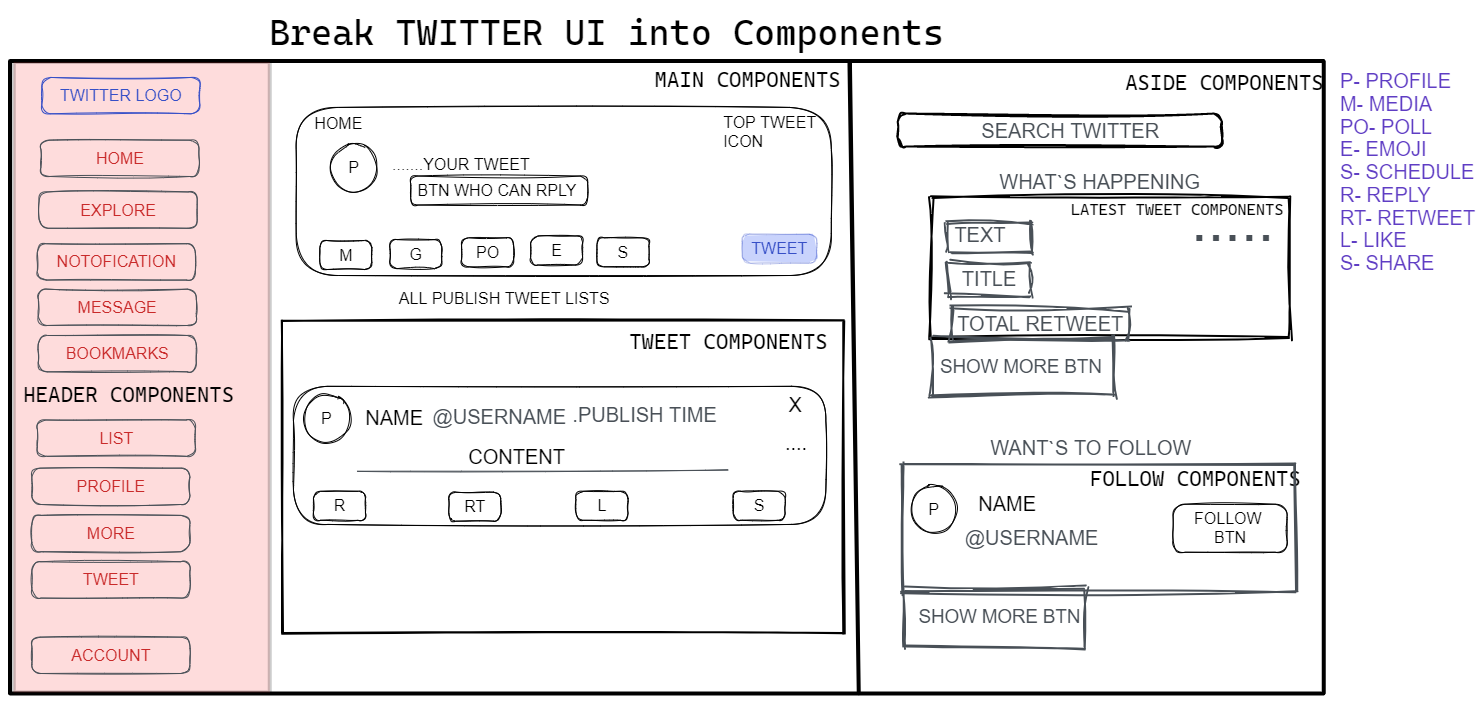 Break TWITTER UI into Components
TWITTER LOGO
HOME
EXPLORE
NOTOFICATION
MESSAGE
BOOKMARKS
HEADER COMPONENTS
LIST
PROFILE
MORE
TWEET
ACCOUNT
MAIN COMPONENTS
HOME
TOP TWEET
ICON
P
.......YOUR TWEET
BTN WHO CAN RPLY
M
G
PO
E
S
TWEET
ALL PUBLISH TWEET LISTS
TWEET COMPONENTS
P
NAME @USERNAME .PUBLISH TIME
X
....
CONTENT
R
RT
L
S
ASIDE COMPONENTS
SEARCH TWITTER
WHAT`S HAPPENING
LATEST TWEET COMPONENTS
TEXT
.....
TITLE
TOTAL RETWEET
SHOW MORE BTN
WANT`S TO FOLLOW
FOLLOW COMPONENTS
P
NAME
@USERNAME
FOLLOW
BTN
SHOW MORE BTN
P- PROFILE
M- MEDIA
PO- POLL
E- EMOJI
S- SCHEDULE
R- REPLY
RT- RETWEET
L- LIKE
S- SHARE